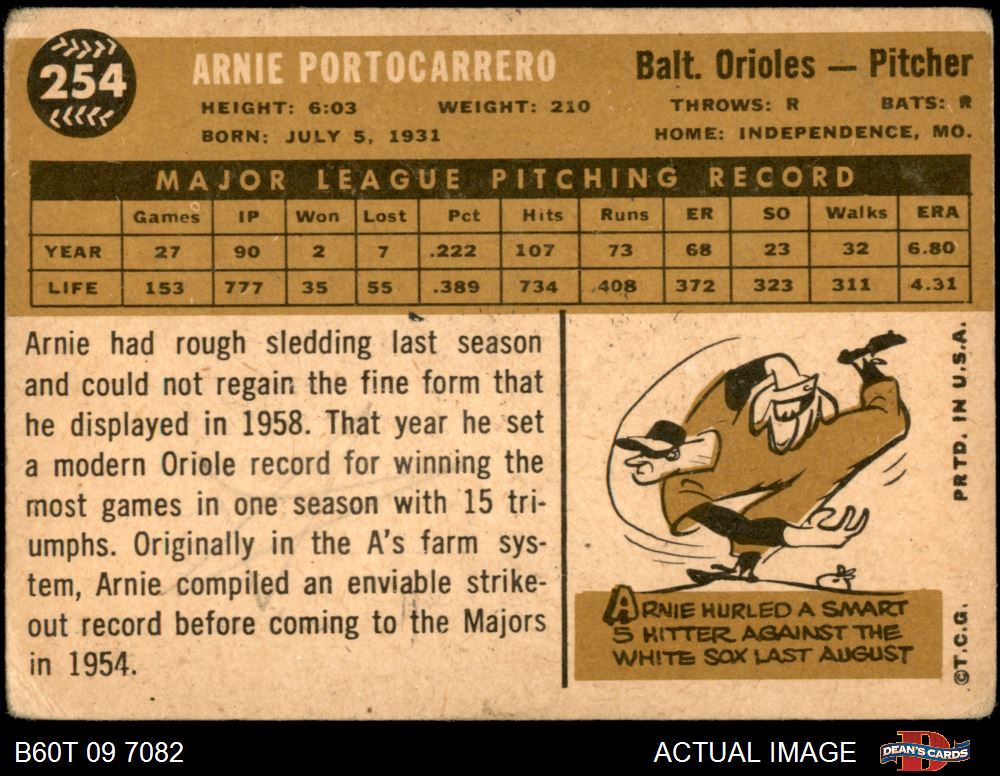 254
ARNIE PORTOCARRERO
Balt. Orioles — Pitcher
HEIGHT: 6:03 WEIGHT: 210 THROWS: R BATS: R
BORN: JULY 5, 1931 HOME: INDEPENDENCE, MO.
MAJOR LEAGUE PITCHING RECORD
Games IP Won Lost Pct Hits Runs ER SO Walks ERA
YEAR 27 90 2 7 .222 107 73 68 23 32 6.80
LIFE 153 777 35 55 .389 734 408 372 323 311 4.31
Arnie had rough sledding last season
and could not regain the fine form that
he displayed in 1958. That year he set
a modern Oriole record for winning the
most games in one season with 15 tri-
umphs. Originally in the A's farm sys-
tem, Arnie compiled an enviable strike-
out record before coming to the Majors
in 1954.
ARNIE HURLED A SMART
5 HITTER AGAINST THE
WHITE SOX LAST AUGUST
©T.C.G. PRTD. IN U.S.A.
B60T 09 7082
ACTUAL IMAGE
DEAN'S CARDS